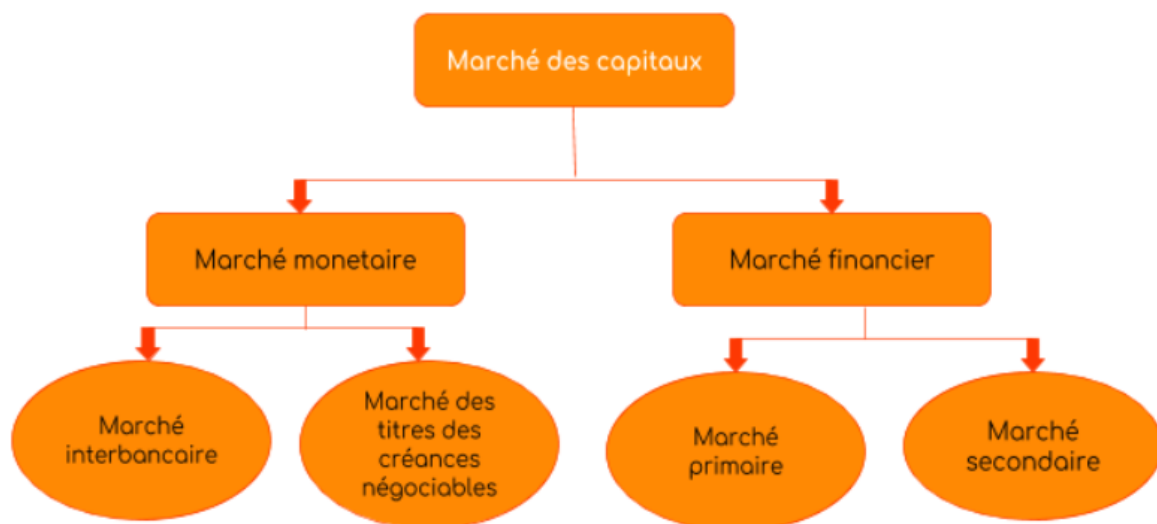 Marché des capitaux
Marché monetaire
Marché financier
Marché
interbancaire
Marché des
titres des
créances
négociables
Marché
primaire
Marché
secondaire